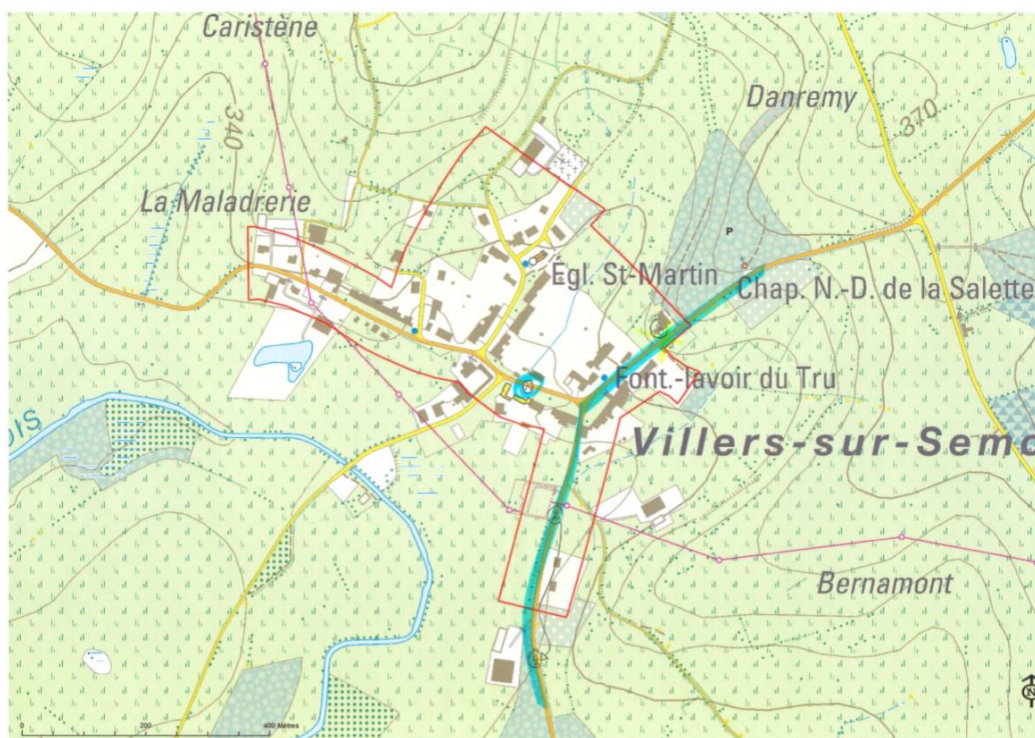 Caristène
Danremy
340
370
La Maladrerie
P
Egl. St-Martin
Chap. N.-D. de la Salette
Font.-lavoir du Tru
OIS
Villers-sur-Sem
Bernamont
N
0 200 400 Mètres